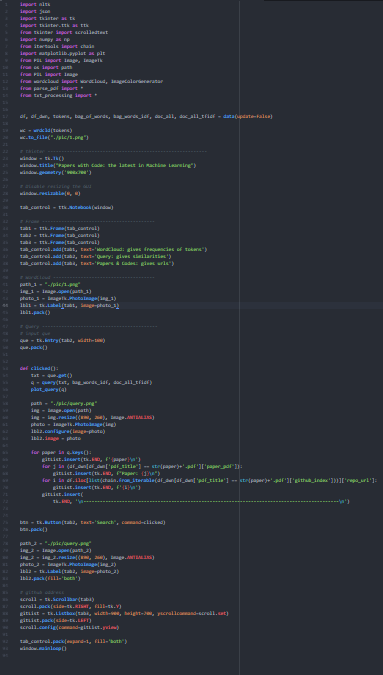 import nltk
import json
import tkinter as tk
import tkinter.ttk as ttk
from tkinter import scrolledtext
import numpy as np
from itertools import chain
import matplotlib.pyplot as plt
from PIL import Image, ImageTk
from os import path
from PIL import Image
from wordcloud import WordCloud, ImageColorGenerator
from parse_pdf import *
from txt_processing import *
df, df_dwn, tokens, bag_of_words, bag_words_idf, doc_all, doc_all_tfidf = data(update=False)
wc = wrdcld(tokens)
wc.to_file("./pic/1.png")
# tkinter
window = tk.Tk()
window.title("Papers with Code: the latest in Machine Learning")
window.geometry('900x700')
# Disable resizing the GUI
window.resizable(0, 0)
tab_control = ttk.Notebook(window)
# Frame
tab1 = ttk.Frame(tab_control)
tab2 = ttk.Frame(tab_control)
tab3 = ttk.Frame(tab_control)
tab_control.add(tab1, text='WordCloud: gives frequencies of tokens')
tab_control.add(tab2, text='Query: gives similarities')
tab_control.add(tab3, text='Papers & Codes: gives urls')
# WordCloud
path_1 = "./pic/1.png"
img_1 = Image.open(path_1)
photo_1 = ImageTk.PhotoImage(img_1)
lbl1 = tk.Label(tab1, image=photo_1)
lbl1.pack()
# Query
# input que
que = tk.Entry(tab2, width=100)
que.pack()
def clicked():
txt = que.get()
q = query(txt, bag_words_idf, doc_all_tfidf)
plot_query(q)
path = "./pic/query.png"
img = Image.open(path)
img = img.resize((890, 260), Image.ANTIALIAS)
photo = ImageTk.PhotoImage(img)
lbl2.configure(image=photo)
lbl2.image = photo
for paper in q.keys():
gitList.insert(tk.END, f'{paper}\n')
for j in (df_dwn[df_dwn['pdf_title'] == str(paper)+'.pdf']['paper_pdf']):
gitList.insert(tk.END, f"Paper: {j}\n")
for i in df.iloc[list(chain.from_iterable(df_dwn[df_dwn['pdf_title'] == str(paper)+'.pdf']['github_index']))]['repo_url']:
gitList.insert(tk.END, f'{i}\n')
gitList.insert(
btn = tk.Button(tab2, text='Search', command=clicked)
btn.pack()
path_2 = "./pic/query.png"
img_2 = Image.open(path_2)
img_2 = img_2.resize((890, 260), Image.ANTIALIAS)
photo_2 = ImageTk.PhotoImage(img_2)
lbl2 = tk.Label(tab2, image=photo_2)
lbl2.pack(fill='both')
# github address
scroll = tk.Scrollbar(tab3)
scroll.pack(side=tk.RIGHT, fill=tk.Y)
gitList = tk.Listbox(tab3, width=900, height=700, yscrollcommand=scroll.set)
gitList.pack(side=tk.LEFT)
scroll.config(command=gitList.yview)
tab_control.pack(expand=1, fill='both')
window.mainloop()